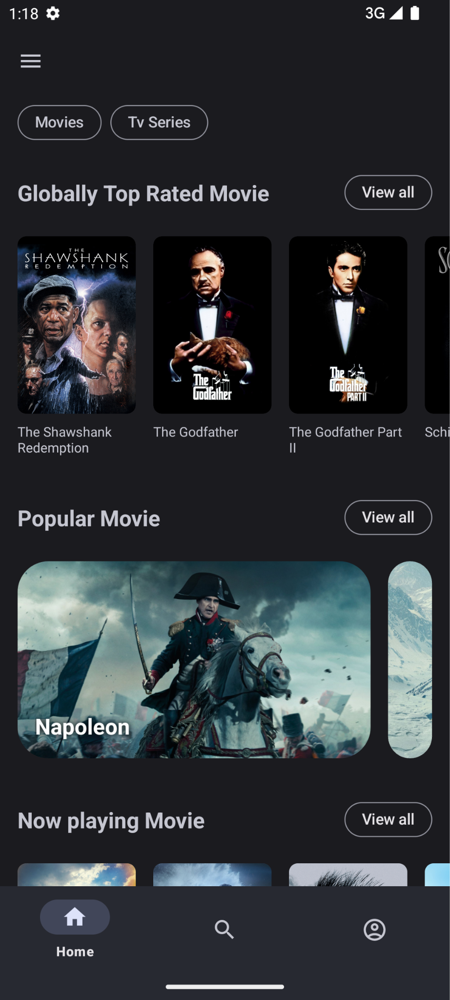 1:18
3G
Movies
Tv Series
Globally Top Rated Movie
View all
THE
SHAWSHANK
REDEMPTION
The
Godfather
The
Godfather
PART II
The Shawshank
Redemption
The Godfather
The Godfather Part
II
Popular Movie
View all
Napoleon
Now playing Movie
View all
Home